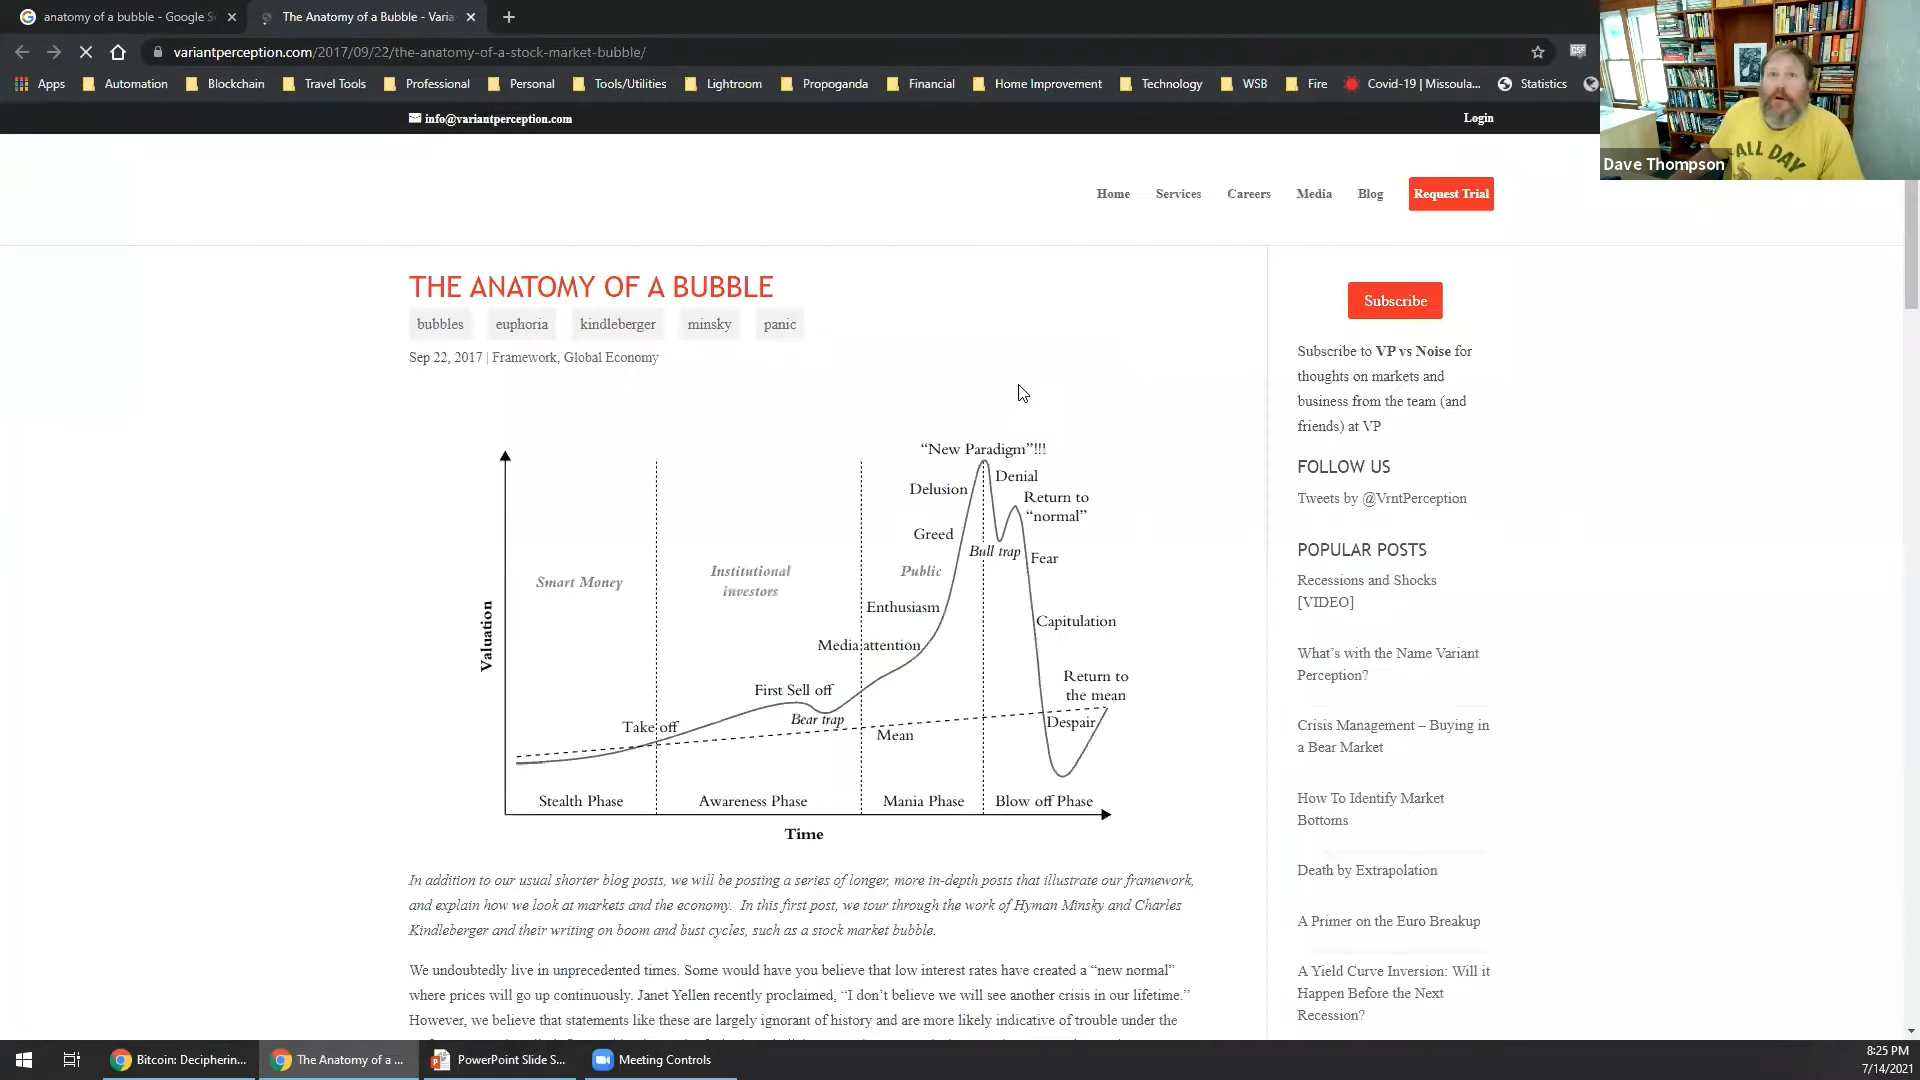 anatomy of a bubble - Google S
The Anatomy of a Bubble - Varia
variantperception.com/2017/09/22/the-anatomy-of-a-stock-market-bubble/
Apps
Automation
Blockchain
Travel Tools
Professional
Personal
Tools/Utilities
Lightroom
Propoganda
Financial
Home Improvement
Technology
WSB
Fire
Covid-19 | Missoula...
Statistics
ALL DAY
Dave Thompson
info@variantperception.com
Login
Home
Services
Careers
Media
Blog
Request Trial
THE ANATOMY OF A BUBBLE
bubbles
euphoria
kindleberger
minsky
panic
Sep 22, 2017 | Framework, Global Economy
"New Paradigm"!!!
Delusion
Denial
Return to
"normal"
Greed
Bull trap
Fear
Smart Money
Institutional
investors
Public
Enthusiasm
Capitulation
Media attention
Valuation
First Sell off
Return to
the mean
Take off
Bear trap
Despair
Mean
Stealth Phase
Awareness Phase
Mania Phase
Blow off Phase
Time
In addition to our usual shorter blog posts, we will be posting a series of longer, more in-depth posts that illustrate our framework,
and explain how we look at markets and the economy. In this first post, we tour through the work of Hyman Minsky and Charles
Kindleberger and their writing on boom and bust cycles, such as a stock market bubble.
We undoubtedly live in unprecedented times. Some would have you believe that low interest rates have created a "new normal"
where prices will go up continuously. Janet Yellen recently proclaimed, "I don't believe we will see another crisis in our lifetime."
However, we believe that statements like these are largely ignorant of history and are more likely indicative of trouble under the
Subscribe
Subscribe to VP vs Noise for
thoughts on markets and
business from the team (and
friends) at VP
FOLLOW US
Tweets by @VrntPerception
POPULAR POSTS
Recessions and Shocks
[VIDEO]
What's with the Name Variant
Perception?
Crisis Management – Buying in
a Bear Market
How To Identify Market
Bottoms
Death by Extrapolation
A Primer on the Euro Breakup
A Yield Curve Inversion: Will it
Happen Before the Next
Recession?
Bitcoin: Decipherin...
The Anatomy of a ...
PowerPoint Slide S...
Meeting Controls
8:25 PM
7/14/2021